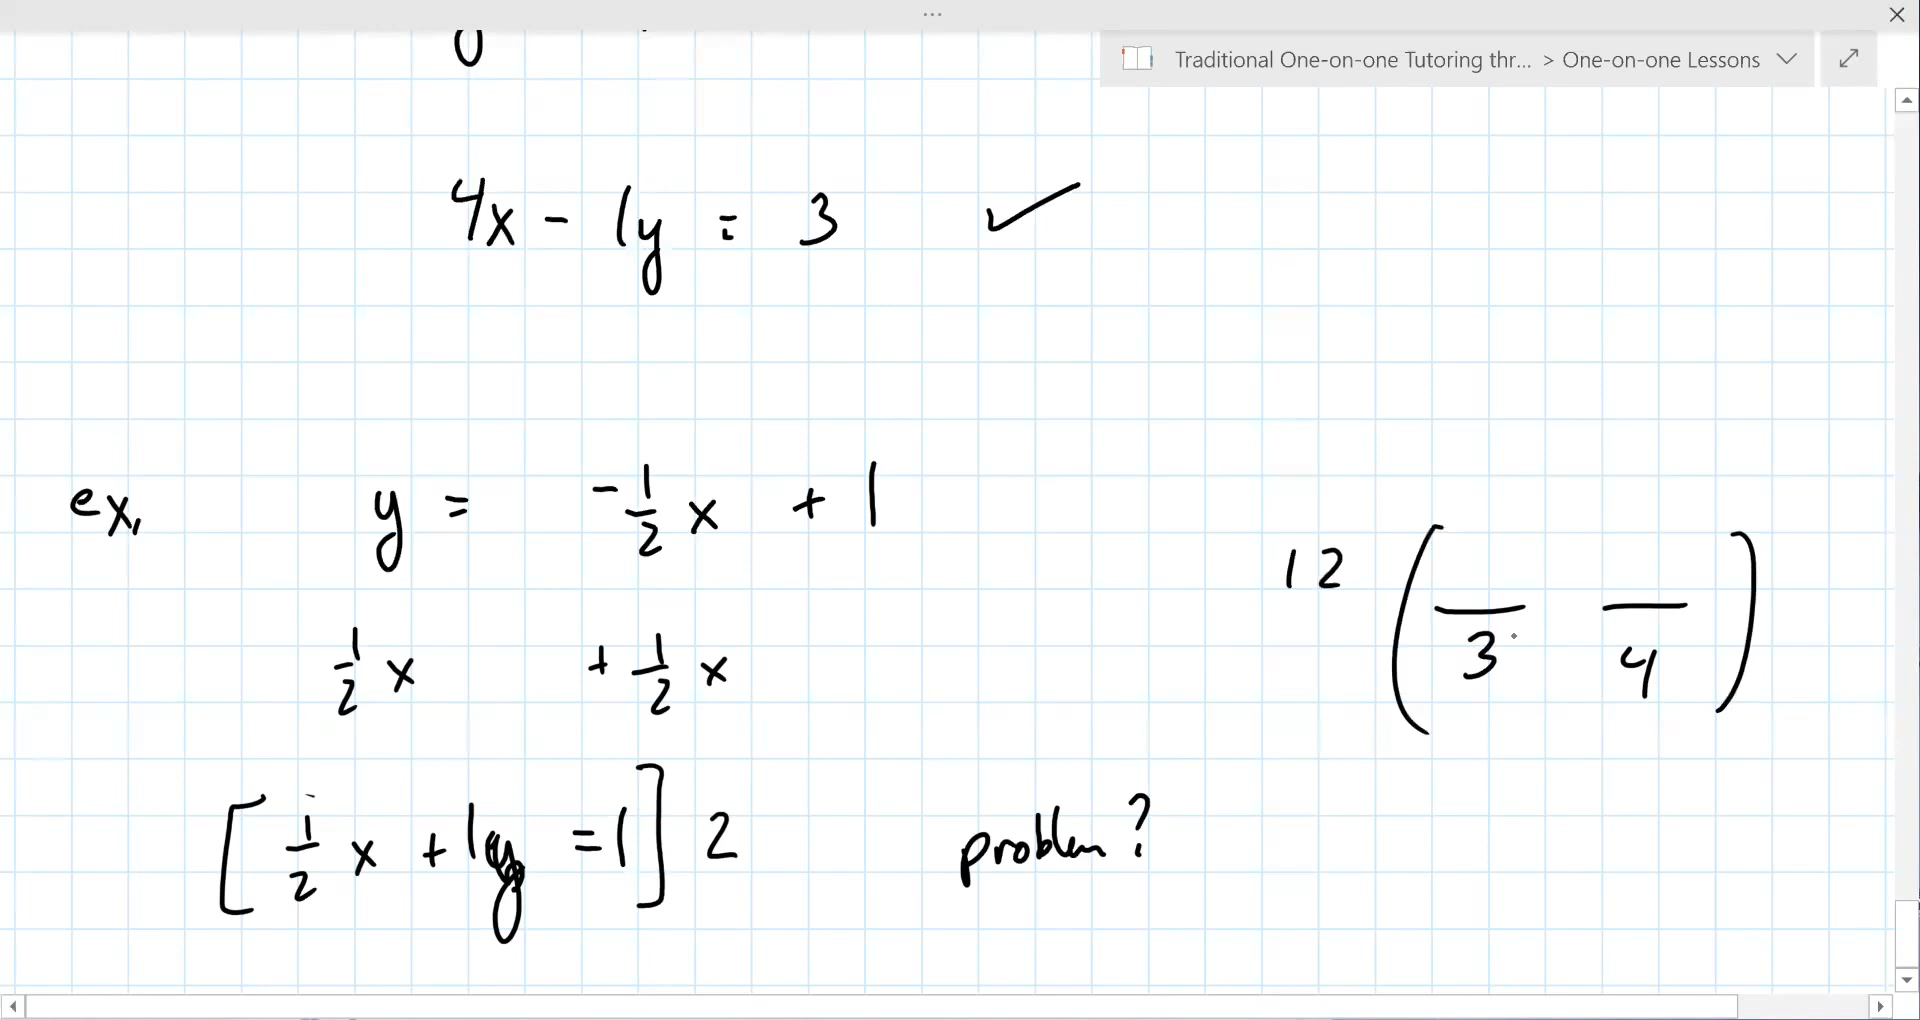 Traditional One-on-one Tutoring thr... > One-on-one Lessons
4x - 1y = 3 ✓
ex, y = -1/2 x + 1
1/2 x + 1/2 x
[ 1/2 x + 1y = 1 ] 2 problem?
12 ( /3 /4 )